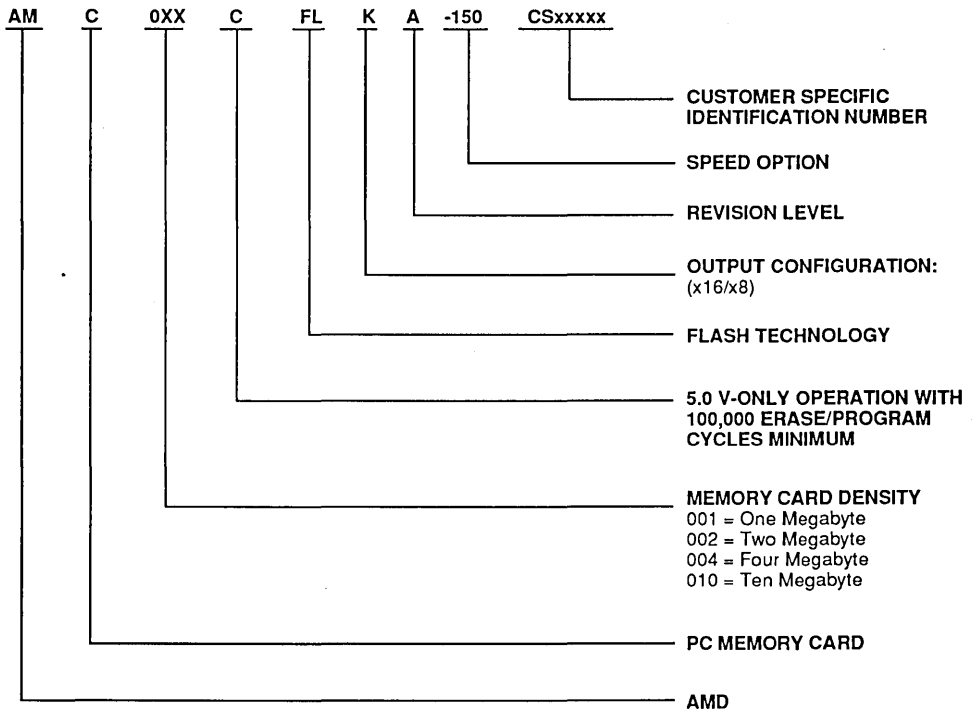 AM C 0XX C FL K A -150 CSxxxxx
CUSTOMER SPECIFIC
IDENTIFICATION NUMBER
SPEED OPTION
REVISION LEVEL
OUTPUT CONFIGURATION:
(x16/x8)
FLASH TECHNOLOGY
5.0 V-ONLY OPERATION WITH
100,000 ERASE/PROGRAM
CYCLES MINIMUM
MEMORY CARD DENSITY
001 = One Megabyte
002 = Two Megabyte
004 = Four Megabyte
010 = Ten Megabyte
PC MEMORY CARD
AMD